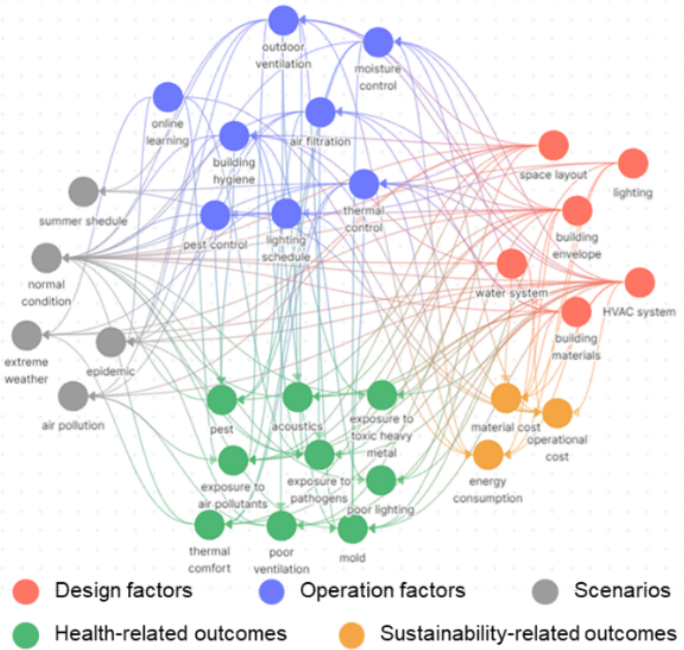 outdoor
ventilation
moisture
control
online
learning
air filtration
building
hygiene
space layout
lighting
summer shedule
thermal
control
pest control
lighting
schedule
building
envelope
normal
condition
water system
HVAC system
building
materials
extreme
weather
epidemic
air pollution
pest
acoustics
exposure to
toxic heavy
metal
material cost
operational
cost
exposure to
air pollutants
exposure to
pathogens
poor lighting
energy
consumption
thermal
comfort
poor
ventilation
mold
Design factors
Operation factors
Scenarios
Health-related outcomes
Sustainability-related outcomes